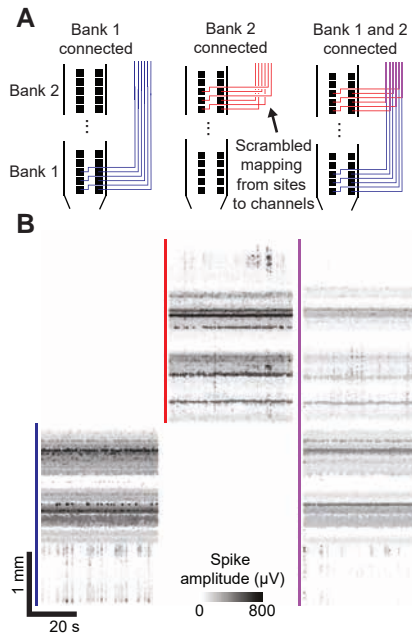 A
Bank 1
connected
Bank 2
connected
Bank 1 and 2
connected
Bank 2
...
...
...
Bank 1
Scrambled
mapping
from sites
to channels
B
1 mm
20 s
Spike
amplitude (µV)
0
800